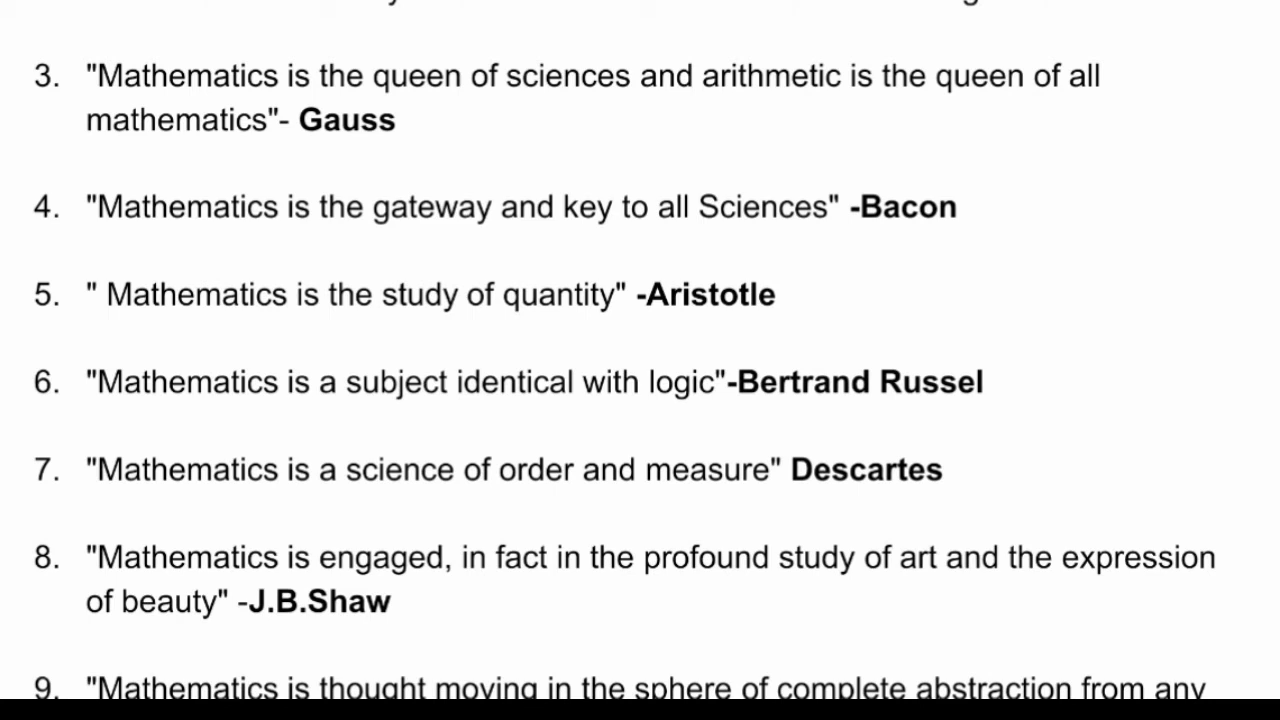 3. "Mathematics is the queen of sciences and arithmetic is the queen of all
mathematics"- Gauss
4. "Mathematics is the gateway and key to all Sciences" -Bacon
5. " Mathematics is the study of quantity" -Aristotle
6. "Mathematics is a subject identical with logic"-Bertrand Russel
7. "Mathematics is a science of order and measure" Descartes
8. "Mathematics is engaged, in fact in the profound study of art and the expression
of beauty" -J.B.Shaw
9. "Mathematics is thought moving in the sphere of complete abstraction from any